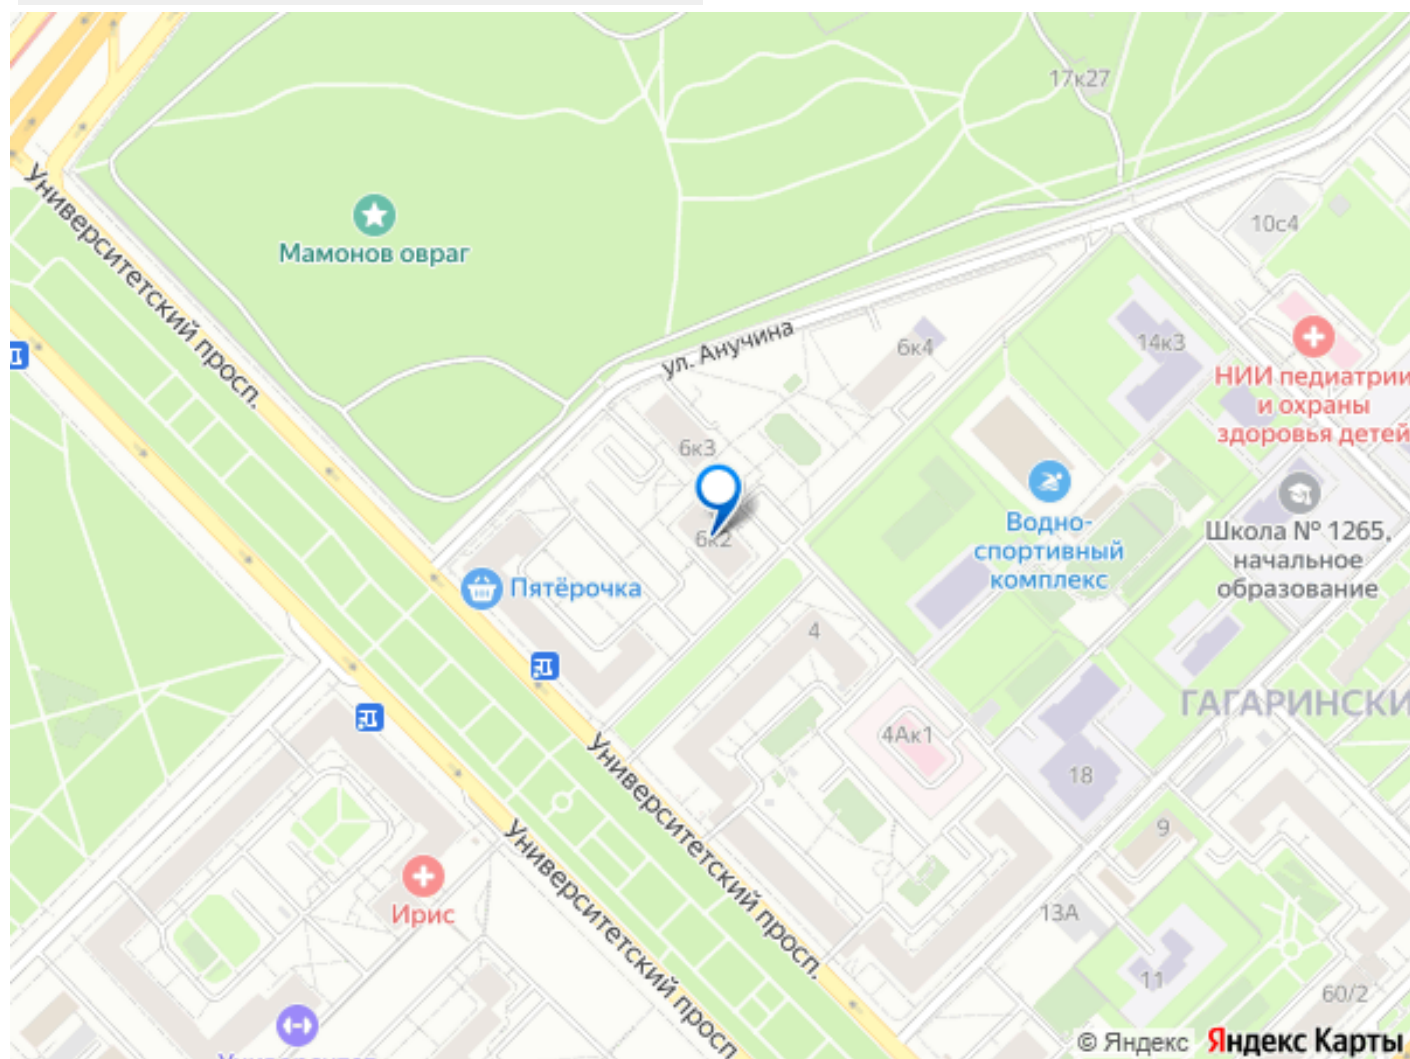 17к27
Университетский просп.
Мамонов овраг
10с4
ул. Анучина
6к4
14к3
НИИ педиатрии
и охраны
здоровья детей
6к3
6к2
Водно-
спортивный
комплекс
Школа № 1265,
начальное
образование
Пятёрочка
4
ГАГАРИНСКИ
4Ак1
18
Университетский просп.
9
Университетский просп
Ирис
13А
11
60/2
© Яндекс Яндекс Карты